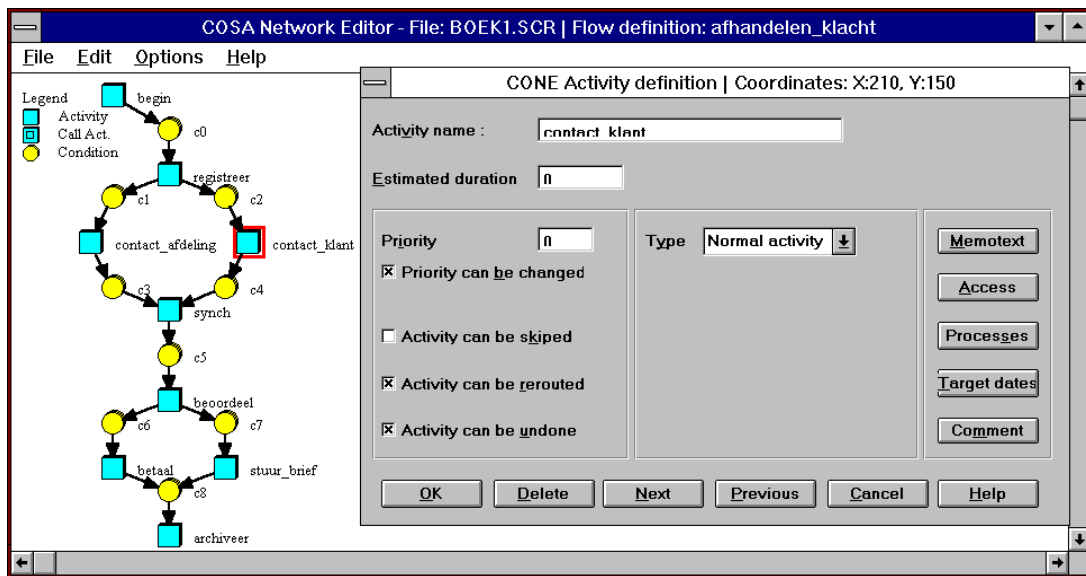 COSA Network Editor - File: BOEK1.SCR | Flow definition: afhandelen_klacht
File Edit Options Help
Legend
Activity
Call Act.
Condition
begin
c0
registreer
c1
c2
contact_afdeling
contact_klant
c3
c4
synch
c5
beoordeel
c6
c7
betaal
stuur_brief
c8
archiveer
CONE Activity definition | Coordinates: X:210, Y:150
Activity name : contact_klant
Estimated duration 0
Priority 0
Priority can be changed
Activity can be skiped
Activity can be rerouted
Activity can be undone
Type Normal activity
Memotext
Access
Processes
Target dates
Comment
OK Delete Next Previous Cancel Help